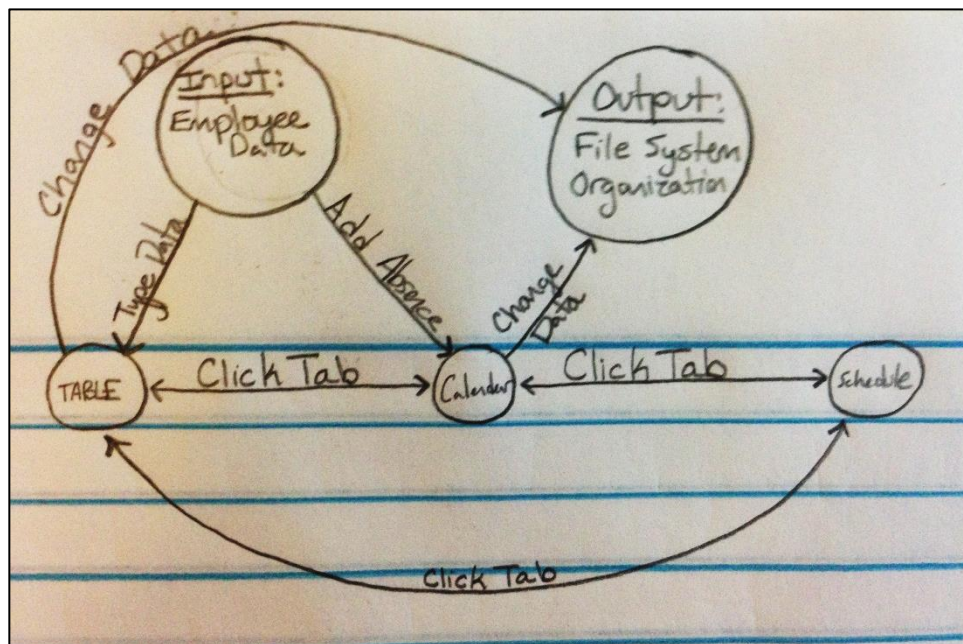 Change Data
Input:
Employee
Data
Output:
File System
Organization
Type Data
Add Absence
Change
Data
TABLE
Click Tab
Calender
Click Tab
Schedule
Click Tab